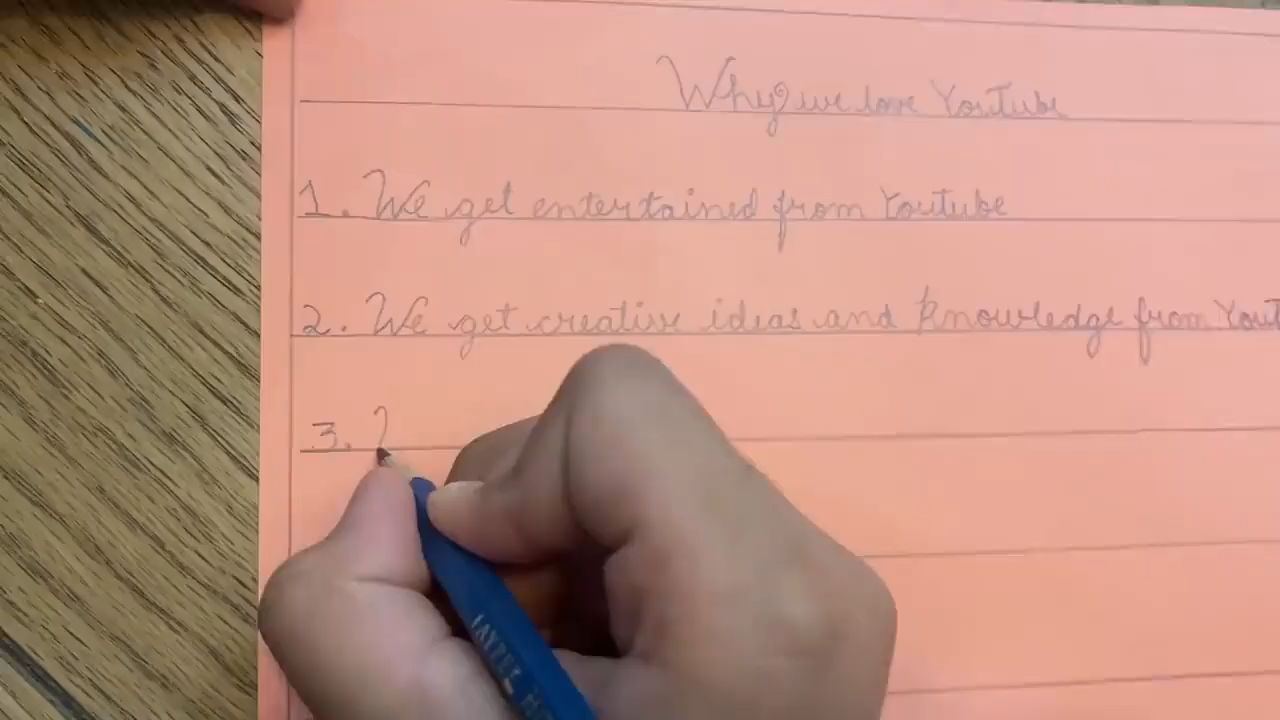 Why we love YouTube
1. We get entertained from Youtube
2. We get creative ideas and knowledge from Yout
3.